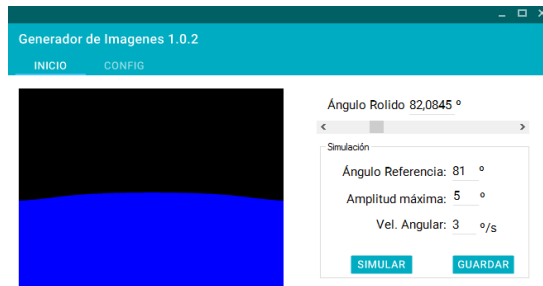 Generador de Imagenes 1.0.2
INICIO CONFIG
Ángulo Rolido 82,0845 º
Simulación
Ángulo Referencia: 81 º
Amplitud máxima: 5 º
Vel. Angular: 3 º/s
SIMULAR GUARDAR